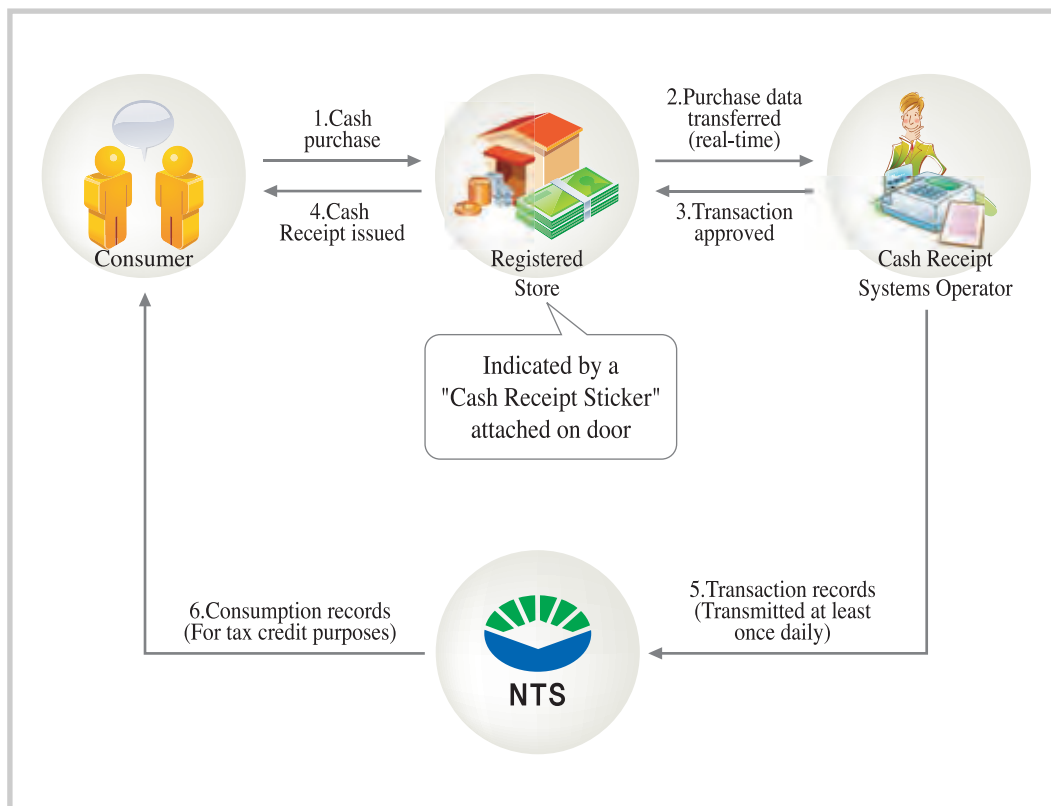 1.Cash
purchase
2.Purchase data
transferred
(real-time)
4.Cash
Receipt issued
3.Transaction
approved
Consumer
Registered
Store
Cash Receipt
Systems Operator
Indicated by a
"Cash Receipt Sticker"
attached on door
6.Consumption records
(For tax credit purposes)
5.Transaction records
(Transmitted at least
once daily)
NTS